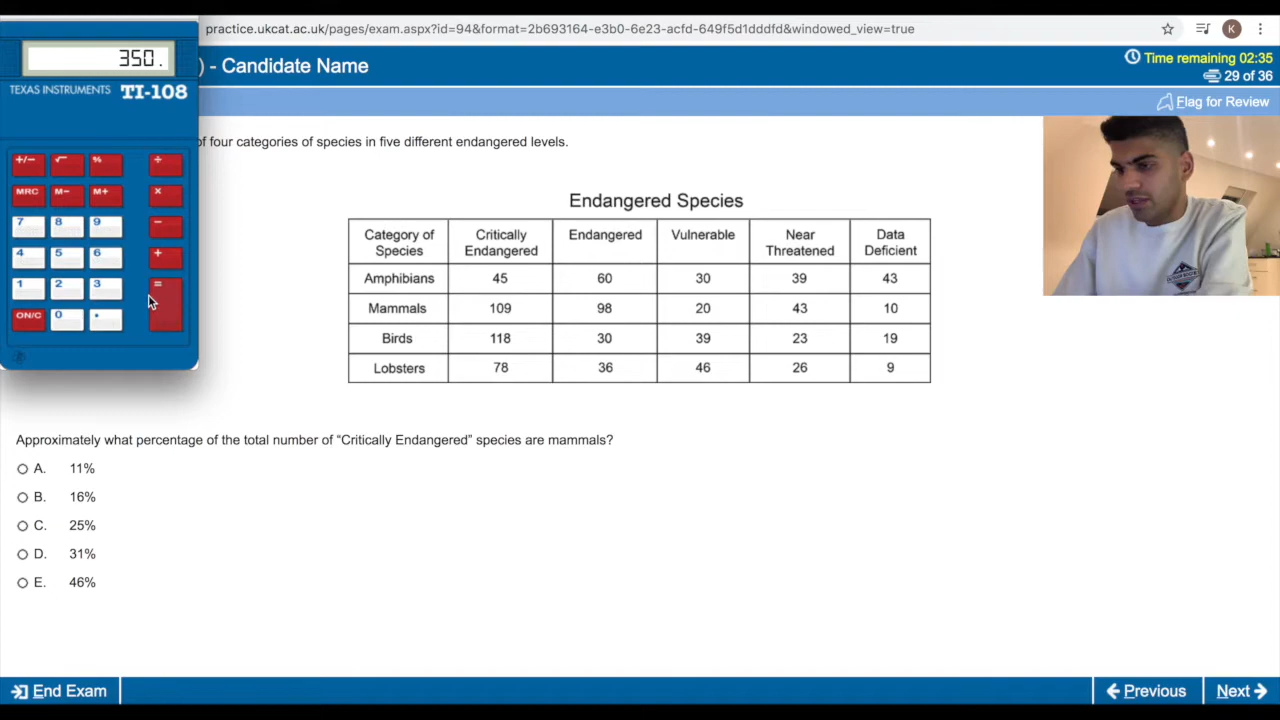 practice.ukcat.ac.uk/pages/exam.aspx?id=94&format=2b693164-e3b0-6e23-acfd-649f5d1dddfd&windowed_view=true
K
350.
TEXAS INSTRUMENTS TI-108
+/− √ % ÷
MRC M− M+ ×
7 8 9 −
4 5 6 +
1 2 3 =
ON/C 0 .
) - Candidate Name
Time remaining 02:35
29 of 36
Flag for Review
of four categories of species in five different endangered levels.
Endangered Species
Category of Species Critically Endangered Endangered Vulnerable Near Threatened Data Deficient
Amphibians 45 60 30 39 43
Mammals 109 98 20 43 10
Birds 118 30 39 23 19
Lobsters 78 36 46 26 9
Approximately what percentage of the total number of “Critically Endangered” species are mammals?
A. 11%
B. 16%
C. 25%
D. 31%
E. 46%
End Exam
Previous
Next